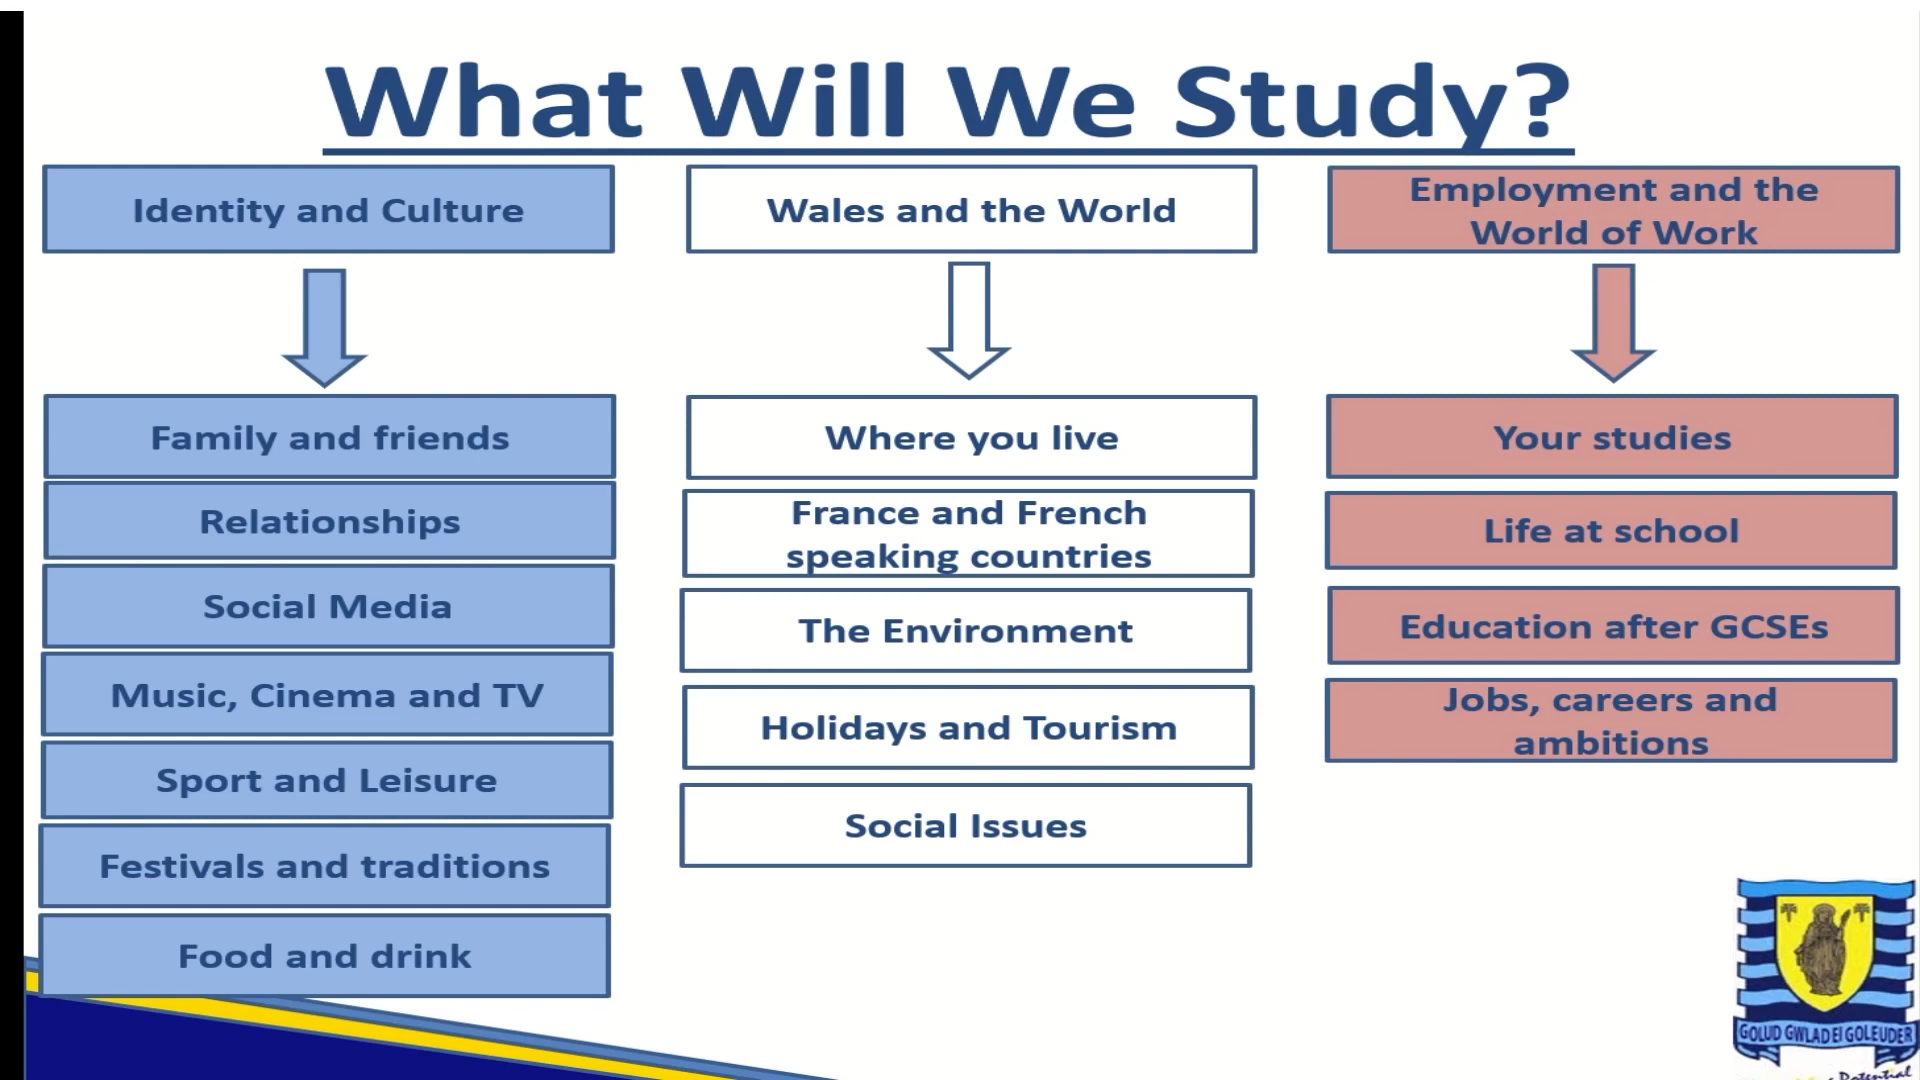 What Will We Study?
Identity and Culture
Family and friends
Relationships
Social Media
Music, Cinema and TV
Sport and Leisure
Festivals and traditions
Food and drink
Wales and the World
Where you live
France and French
speaking countries
The Environment
Holidays and Tourism
Social Issues
Employment and the
World of Work
Your studies
Life at school
Education after GCSEs
Jobs, careers and
ambitions
GOLUD GWLAD EI GOLEUDER
Potential